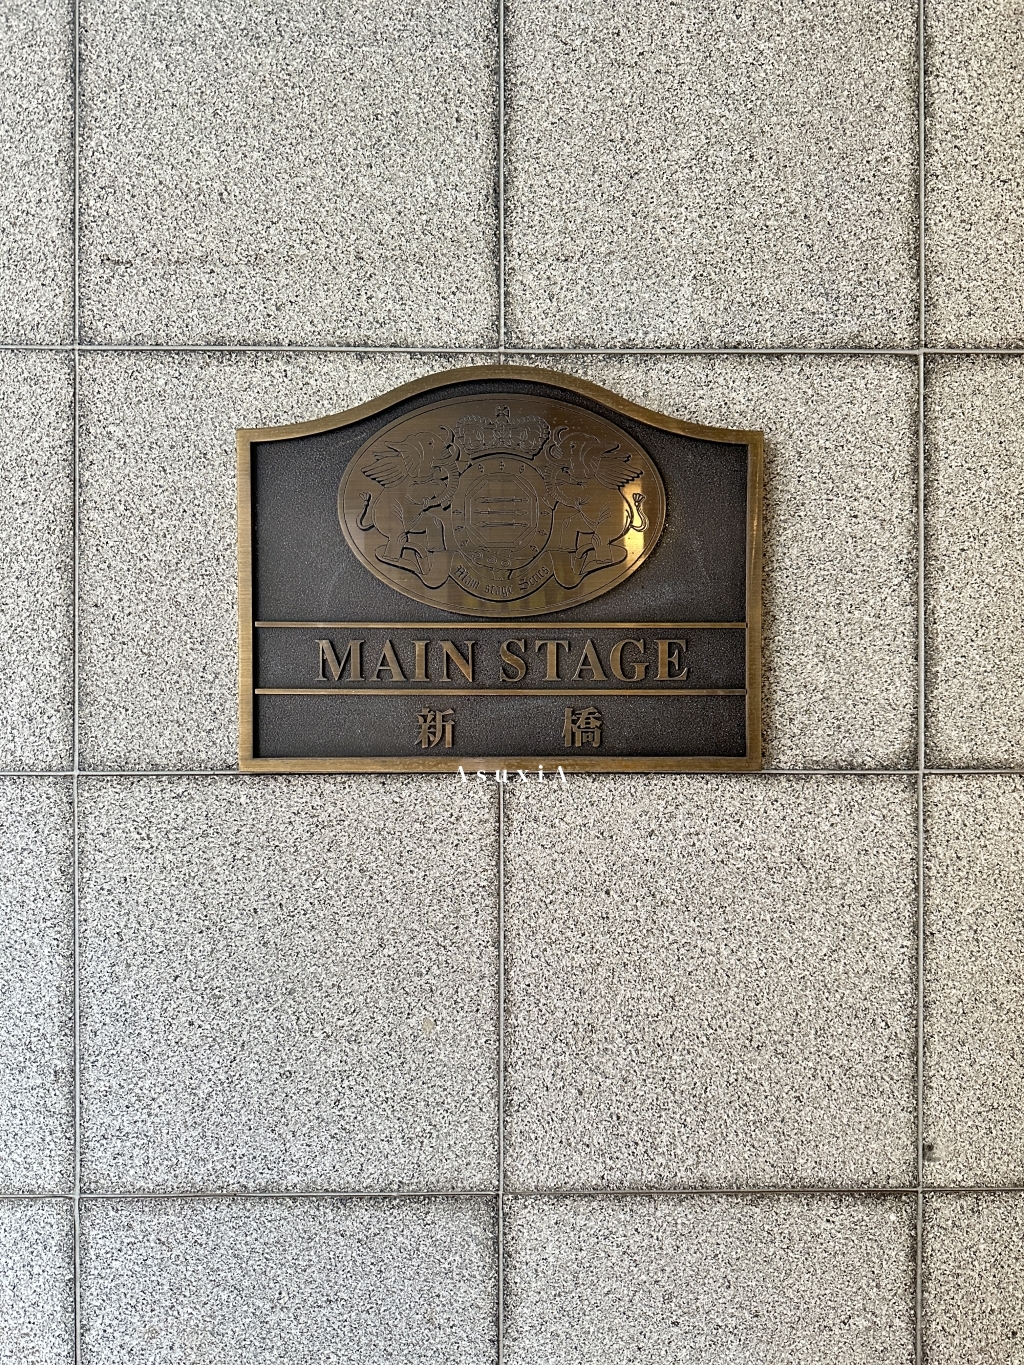 Main stage Series
MAIN STAGE
新橋
AsuxiA